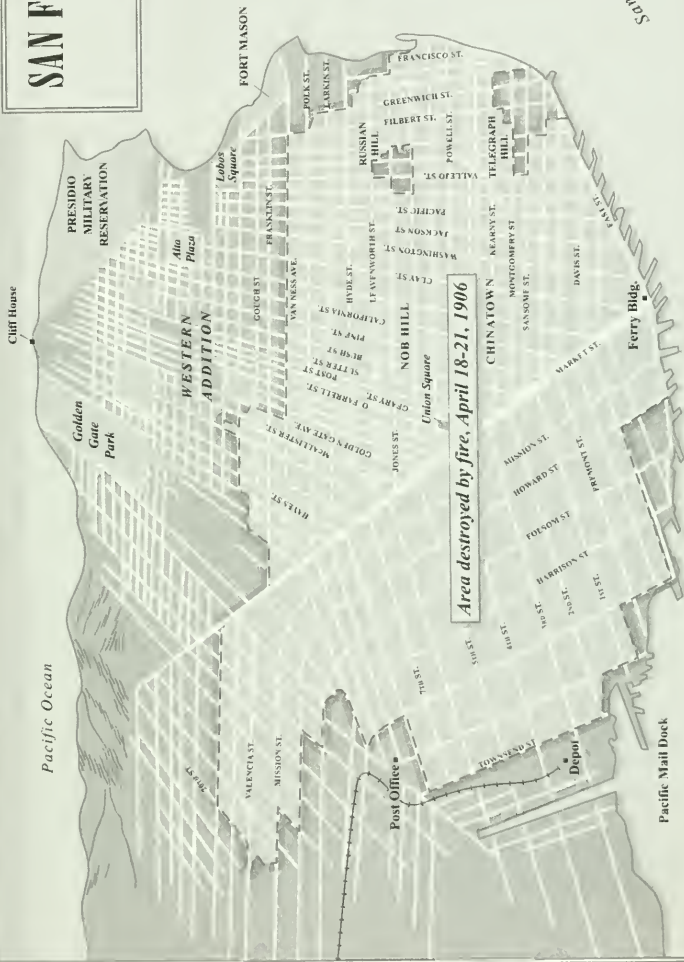 SAN F
San
Cliff House
Pacific Ocean
Golden
Gate
Park
PRESIDIO
MILITARY
RESERVATION
FORT MASON
Alta
Plaza
Lobos
Square
WESTERN
ADDITION
POLK ST.
LARKIN ST.
FRANCISCO ST.
GREENWICH ST.
FILBERT ST.
RUSSIAN
HILL
POWELL ST.
TELEGRAPH
HILL
VALLEJO ST.
PACIFIC ST.
JACKSON ST.
WASHINGTON ST.
CLAY ST.
CALIFORNIA ST.
PINE ST.
BUSH ST
SUTTER ST
POST ST
GEARY ST.
O FARRELL ST.
GOLDEN GATE AVE.
MCALLISTER ST.
HAYES ST.
GOUGH ST
FRANKLIN ST.
VAN NESS AVE.
HYDE ST.
LEAVENWORTH ST.
JONES ST.
NOB HILL
Union Square
KEARNY ST.
CHINATOWN
MONTGOMERY ST
SANSOME ST.
DAVIS ST.
EAST ST.
Ferry Bldg.
Area destroyed by fire, April 18-21, 1906
MARKET ST.
MISSION ST.
HOWARD ST
FREMONT ST.
FOLSOM ST.
HARRISON ST
1ST ST.
2ND ST.
3RD ST.
5TH ST.
7TH ST.
VALENCIA ST.
MISSION ST.
Post Office
TOWNSEND ST
Depot
Pacific Mail Dock